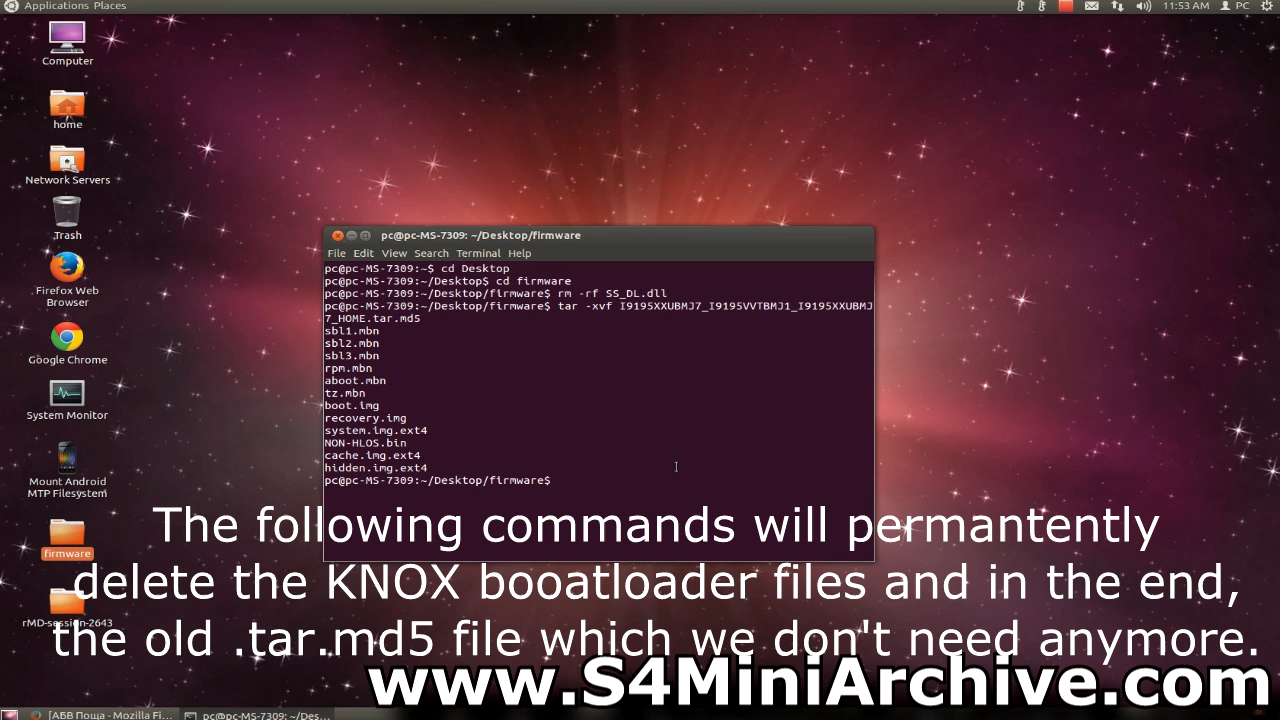 Applications Places
11:53 AM PC
Computer
home
Network Servers
Trash
Firefox Web
Browser
Google Chrome
System Monitor
Mount Android
MTP Filesystem
firmware
rMD-session-2643
pc@pc-MS-7309: ~/Desktop/firmware
File Edit View Search Terminal Help
pc@pc-MS-7309:~$ cd Desktop
pc@pc-MS-7309:~/Desktop$ cd firmware
pc@pc-MS-7309:~/Desktop/firmware$ rm -rf SS_DL.dll
pc@pc-MS-7309:~/Desktop/firmware$ tar -xvf I9195XXUBMJ7_I9195VVTBMJ1_I9195XXUBMJ
7_HOME.tar.md5
sbl1.mbn
sbl2.mbn
sbl3.mbn
rpm.mbn
aboot.mbn
tz.mbn
boot.img
recovery.img
system.img.ext4
NON-HLOS.bin
cache.img.ext4
hidden.img.ext4
pc@pc-MS-7309:~/Desktop/firmware$
The following commands will permantently
delete the KNOX booatloader files and in the end,
the old .tar.md5 file which we don't need anymore.
www.S4MiniArchive.com
[АБВ Поща - Mozilla Fi... pc@pc-MS-7309: ~/Des...